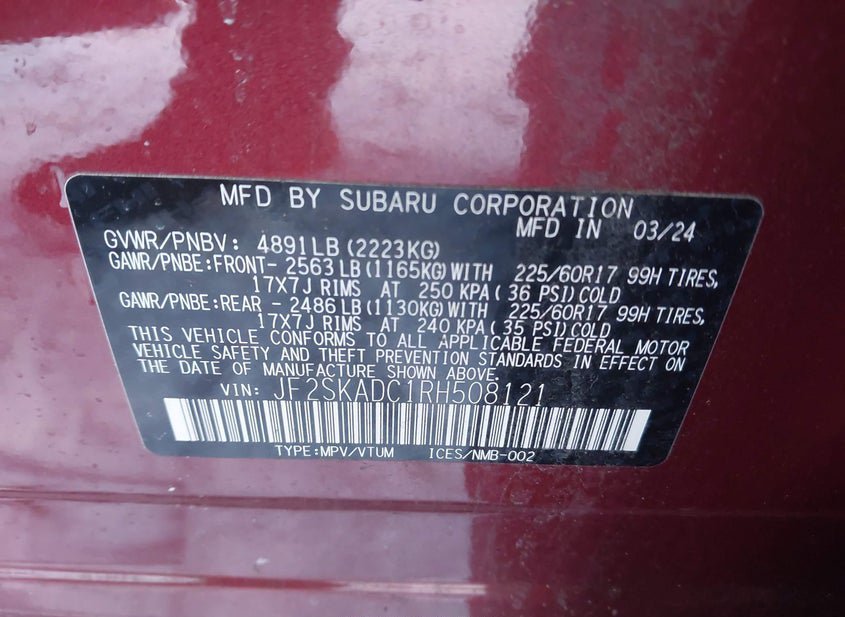 MFD BY SUBARU CORPORATION
MFD IN 03/24
GVWR/PNBV: 4891LB (2223KG)
GAWR/PNBE:FRONT- 2563LB(1165KG)WITH 225/60R17 99H TIRES,
17X7J RIMS AT 250 KPA( 36 PSI)COLD
GAWR/PNBE:REAR - 2486LB(1130KG)WITH 225/60R17 99H TIRES,
17X7J RIMS AT 240 KPA( 35 PSI)COLD
THIS VEHICLE CONFORMS TO ALL APPLICABLE FEDERAL MOTOR
VEHICLE SAFETY AND THEFT PREVENTION STANDARDS IN EFFECT ON
THE DATE OF MANUFACTURE SHOWN ABOVE.
VIN: JF2SKADC1RH508121
TYPE:MPV/VTUM ICES/NMB-002